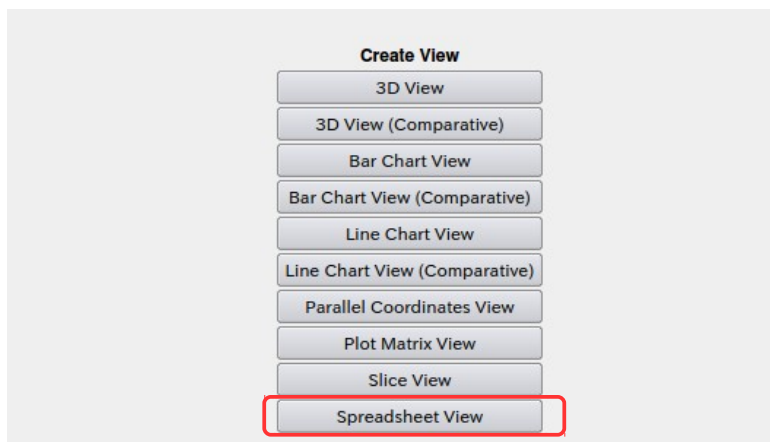 Create View
3D View
3D View (Comparative)
Bar Chart View
Bar Chart View (Comparative)
Line Chart View
Line Chart View (Comparative)
Parallel Coordinates View
Plot Matrix View
Slice View
Spreadsheet View